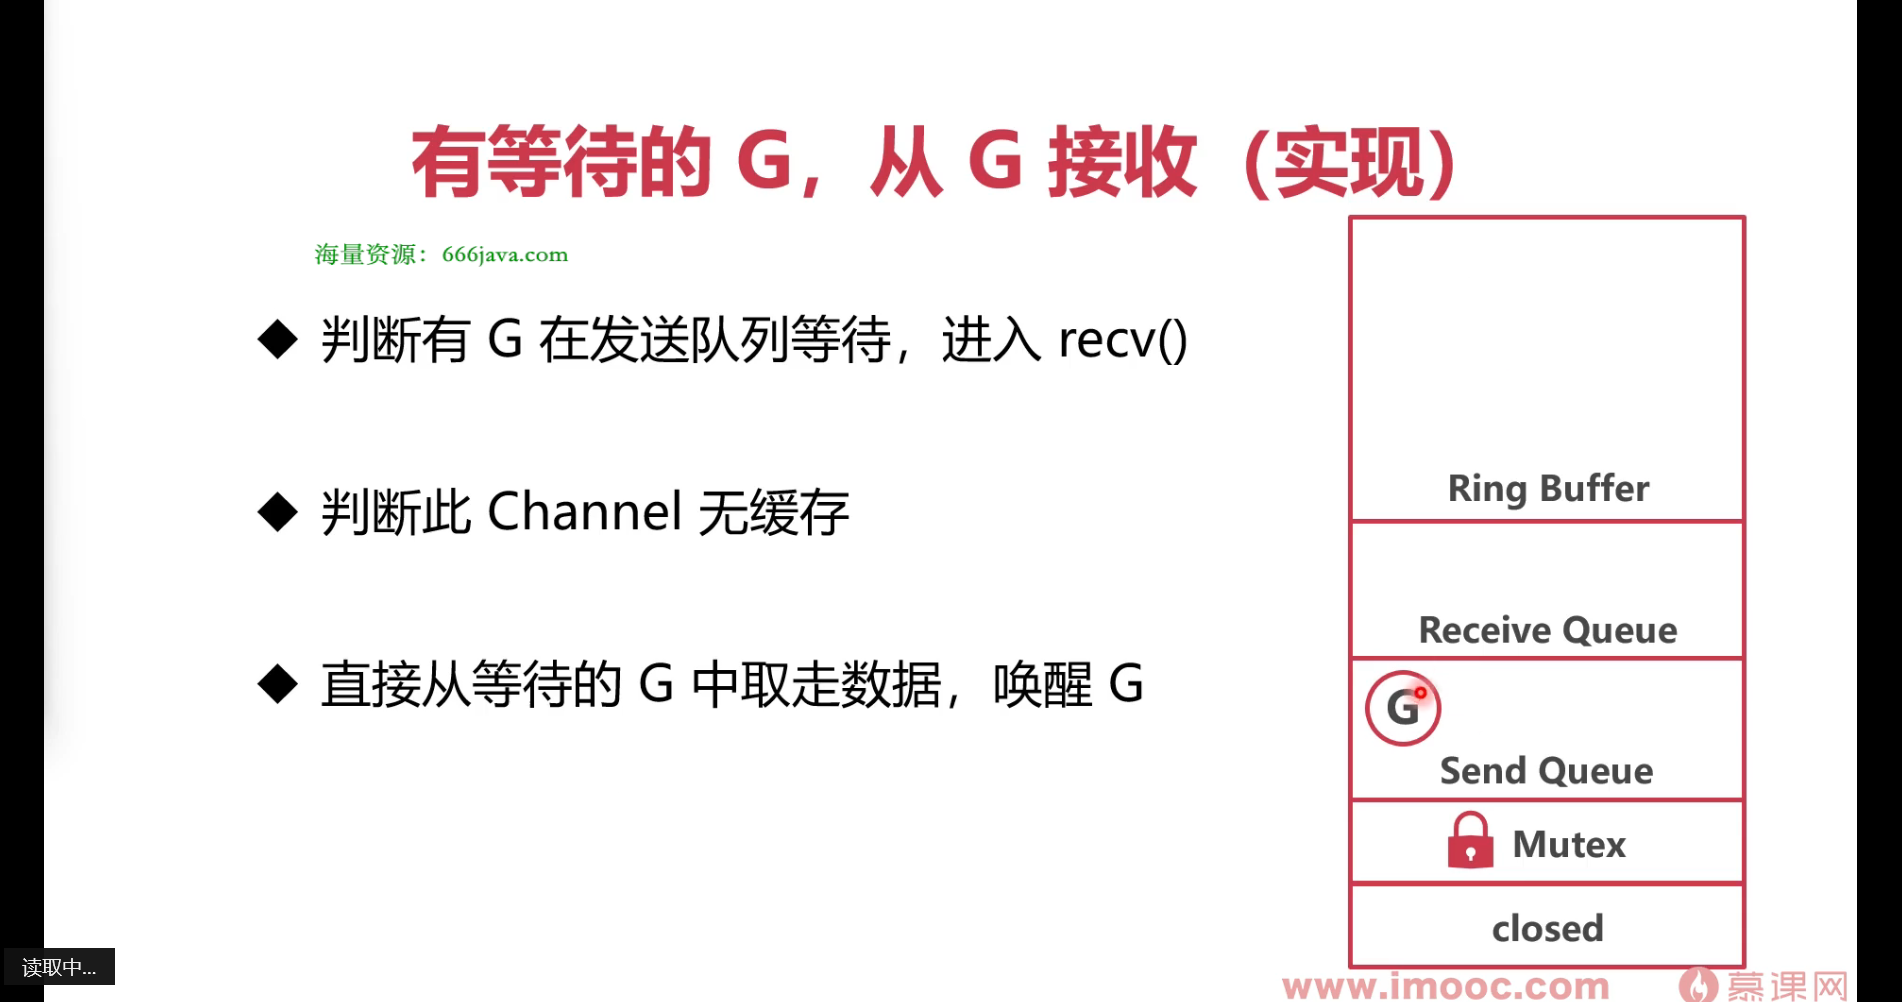 有等待的 G，从 G 接收（实现）
海量资源：666java.com
◆ 判断有 G 在发送队列等待，进入 recv()
◆ 判断此 Channel 无缓存
◆ 直接从等待的 G 中取走数据，唤醒 G
Ring Buffer
Receive Queue
G
Send Queue
Mutex
closed
读取中...
www.imooc.com 慕课网